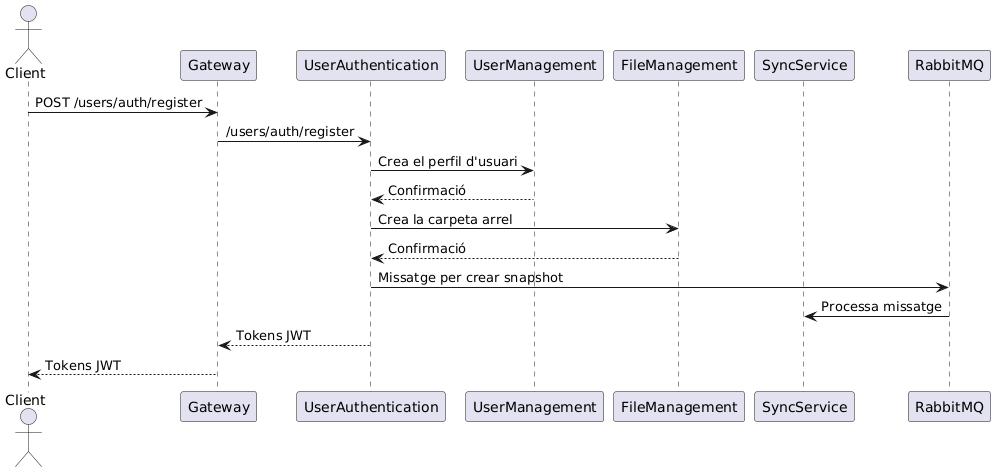 Client
Gateway
UserAuthentication
UserManagement
FileManagement
SyncService
RabbitMQ
POST /users/auth/register
/users/auth/register
Crea el perfil d'usuari
Confirmació
Crea la carpeta arrel
Confirmació
Missatge per crear snapshot
Processa missatge
Tokens JWT
Tokens JWT
Client
Gateway
UserAuthentication
UserManagement
FileManagement
SyncService
RabbitMQ